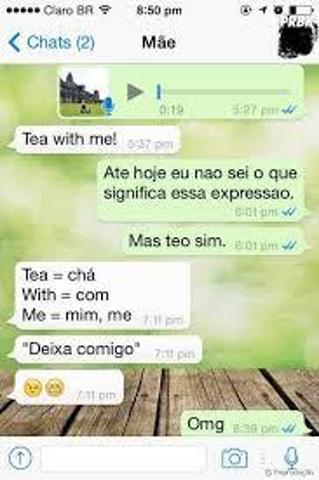 Claro BR
8:50 pm
PRBK
Chats (2)
Mãe
0:19
5:27 pm
Tea with me!
5:37 pm
Ate hoje eu nao sei o que
significa essa expressao.
6:01 pm
Mas teo sim.
6:01 pm
Tea = chá
With = com
Me = mim, me
7:11 pm
"Deixa comigo"
7:11 pm
7:11 pm
Omg
8:39 pm
©Reprodução